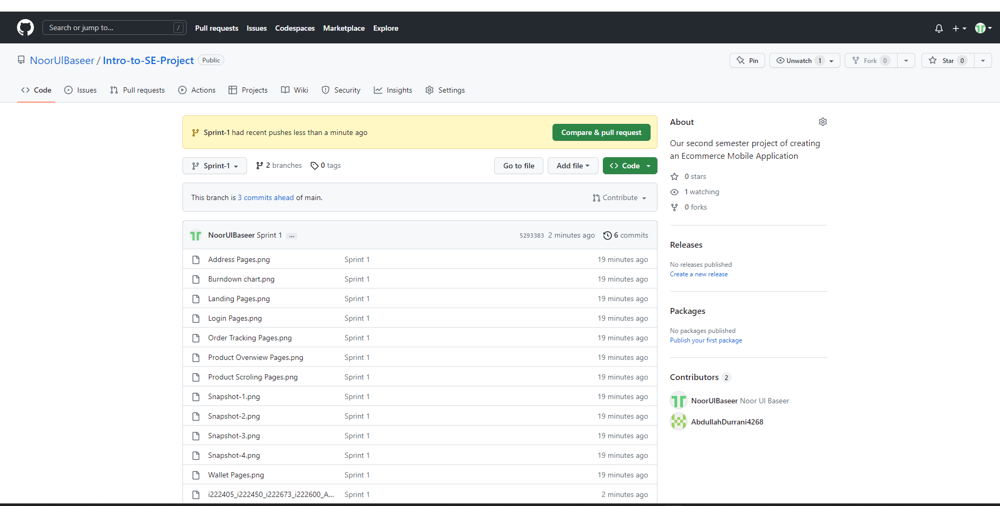 Search or jump to... /
Pull requests Issues Codespaces Marketplace Explore
NoorUlBaseer / Intro-to-SE-Project Public
Pin Unwatch 1 Fork 0 Star 0
Code Issues Pull requests Actions Projects Wiki Security Insights Settings
Sprint-1 had recent pushes less than a minute ago Compare & pull request
Sprint-1 2 branches 0 tags Go to file Add file Code
This branch is 3 commits ahead of main. Contribute
NoorUlBaseer Sprint 1 ... 5293383 2 minutes ago 6 commits
Address Pages.png Sprint 1 19 minutes ago
Burndown chart.png Sprint 1 19 minutes ago
Landing Pages.png Sprint 1 19 minutes ago
Login Pages.png Sprint 1 19 minutes ago
Order Tracking Pages.png Sprint 1 19 minutes ago
Product Overwiew Pages.png Sprint 1 19 minutes ago
Product Scroling Pages.png Sprint 1 19 minutes ago
Snapshot-1.png Sprint 1 19 minutes ago
Snapshot-2.png Sprint 1 19 minutes ago
Snapshot-3.png Sprint 1 19 minutes ago
Snapshot-4.png Sprint 1 19 minutes ago
Wallet Pages.png Sprint 1 19 minutes ago
i222405_i222450_i222673_i222600_A... Sprint 1 2 minutes ago
About
Our second semester project of creating
an Ecommerce Mobile Application
0 stars
1 watching
0 forks
Releases
No releases published
Create a new release
Packages
No packages published
Publish your first package
Contributors 2
NoorUlBaseer Noor Ul Baseer
AbdullahDurrani4268